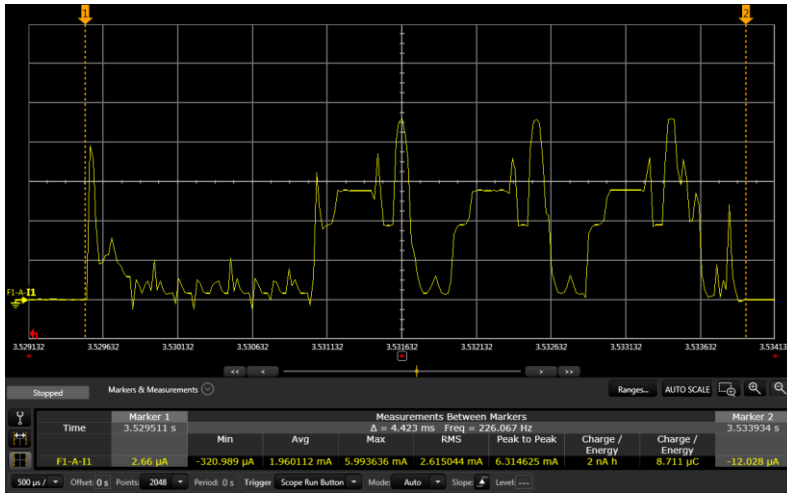 1 2
F1-A-I1
3.529132 3.529632 3.530132 3.530632 3.531132 3.531632 3.532132 3.532632 3.533132 3.533632 3.53413
<< < > >>
Stopped Markers & Measurements Ranges... AUTO SCALE
Marker 1 Measurements Between Markers Marker 2
Time 3.529511 s Δ = 4.423 ms Freq = 226.067 Hz 3.533934 s
Min Avg Max RMS Peak to Peak Charge / Energy Charge / Energy
F1-A-I1 2.66 µA -320.989 µA 1.960112 mA 5.993636 mA 2.615044 mA 6.314625 mA 2 nA h 8.711 µC -12.028 µA
500 µs / Offset: 0 s Points: 2048 Period: 0 s Trigger Scope Run Button Mode: Auto Slope: Level: ---